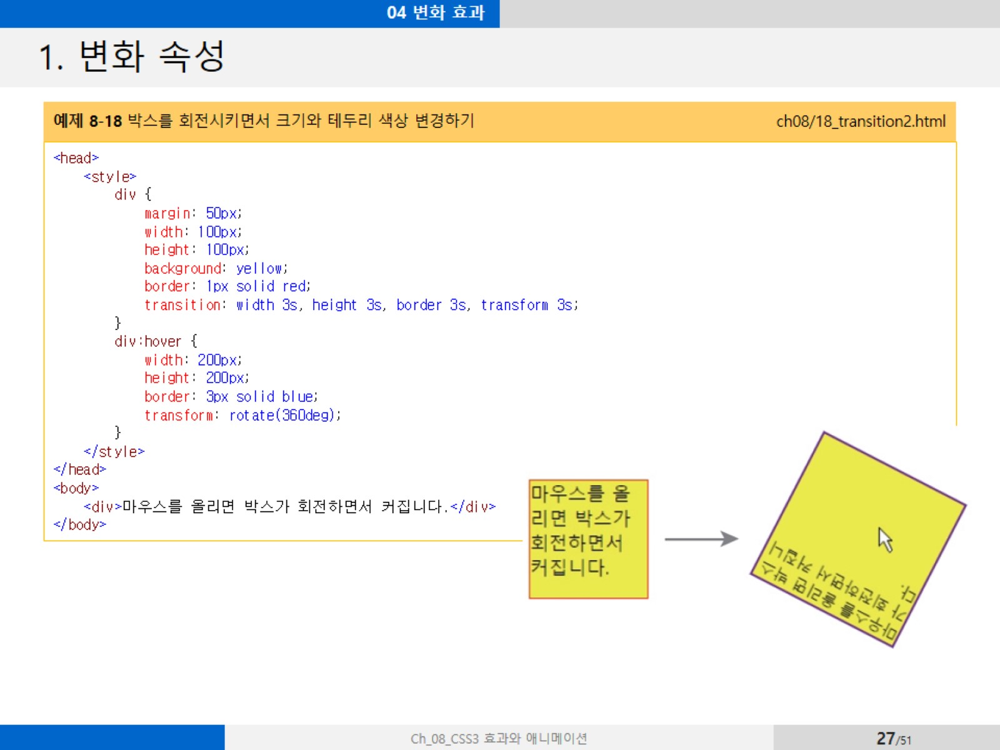 04 변화 효과
1. 변화 속성
예제 8-18 박스를 회전시키면서 크기와 테두리 색상 변경하기 ch08/18_transition2.html
<head>
<style>
div {
margin: 50px;
width: 100px;
height: 100px;
background: yellow;
border: 1px solid red;
transition: width 3s, height 3s, border 3s, transform 3s;
}
div:hover {
width: 200px;
height: 200px;
border: 3px solid blue;
transform: rotate(360deg);
}
</style>
</head>
<body>
<div>마우스를 올리면 박스가 회전하면서 커집니다.</div>
</body>
마우스를 올
리면 박스가
회전하면서
커집니다.
마우스를 올리면 박스
가 회전하면서 커집니
다.
Ch_08_CSS3 효과와 애니메이션
27/51